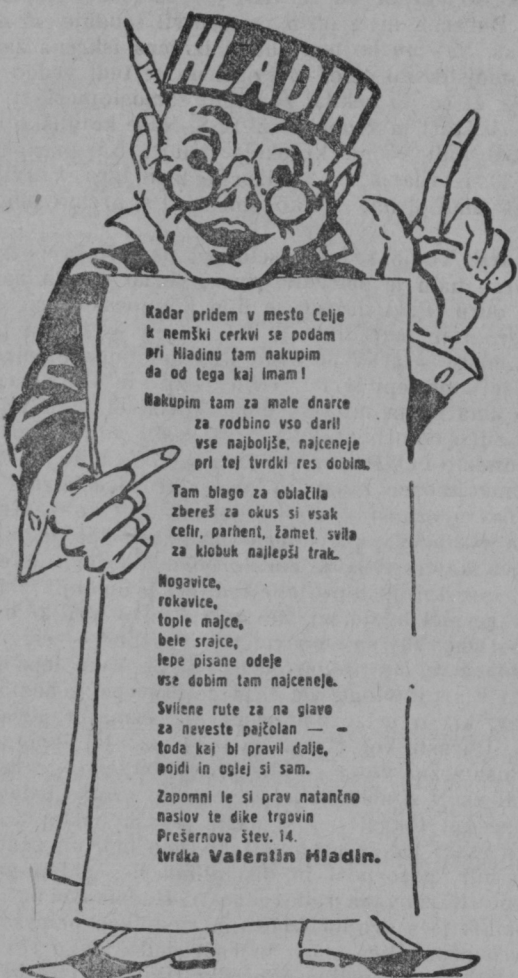 HLADIN
Kadar pridem v mesto Celje
k nemški cerkvi se podam
pri Hladinu tam nakupim
da od tega kaj imam!
Nakupim tam za male dnarce
za rodbino vso daril
vse najboljše, najceneje
pri tej tvrdki res dobim.
Tam blago za oblačila
zbereš za okus si vsak
cefir, parhent, žamet, svila
za klobuk najlepši trak.
Nogavice,
rokavice,
tople majce,
bele srajce,
lepe pisane odeje
vse dobim tam najceneje.
Svilene rute za na glavo
za neveste pajčolan — -
toda kaj bi pravil dalje,
pojdi in oglej si sam.
Zapomni le si prav natančno
naslov te dike trgovin
Prešernova štev. 14.
tvrdka Valentin Hladin.